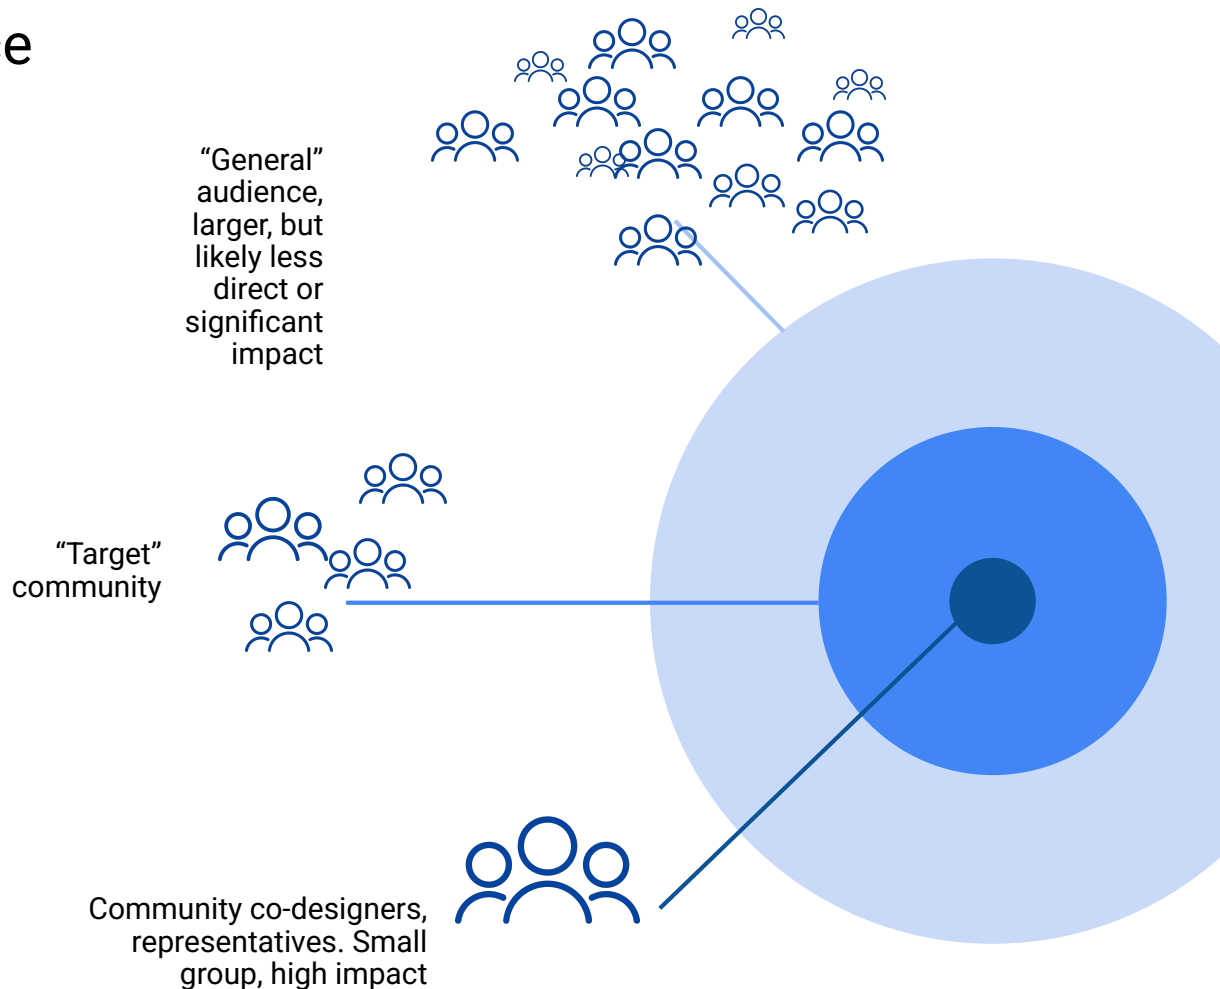 “General”
audience,
larger, but
likely less
direct or
significant
impact
“Target”
community
Community co-designers,
representatives. Small
group, high impact